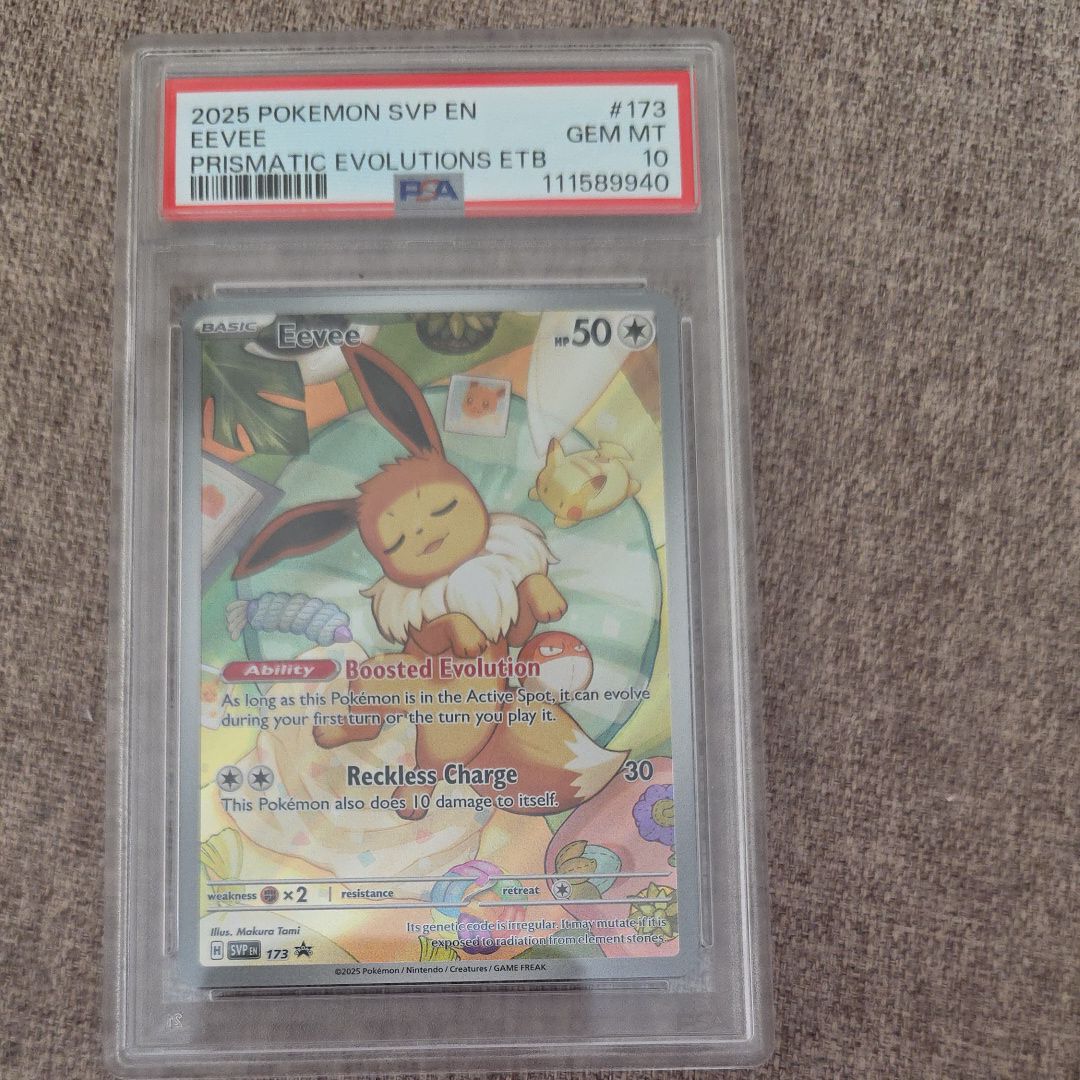 2025 POKEMON SVP EN #173
EEVEE GEM MT
PRISMATIC EVOLUTIONS ETB 10
PSA 111589940
BASIC Eevee HP 50
Ability Boosted Evolution
As long as this Pokémon is in the Active Spot, it can evolve
during your first turn or the turn you play it.
Reckless Charge 30
This Pokémon also does 10 damage to itself.
weakness ×2 resistance retreat
Illus. Makura Tami
Its genetic code is irregular. It may mutate if it is
exposed to radiation from element stones.
H SVP EN 173
©2025 Pokémon / Nintendo / Creatures / GAME FREAK